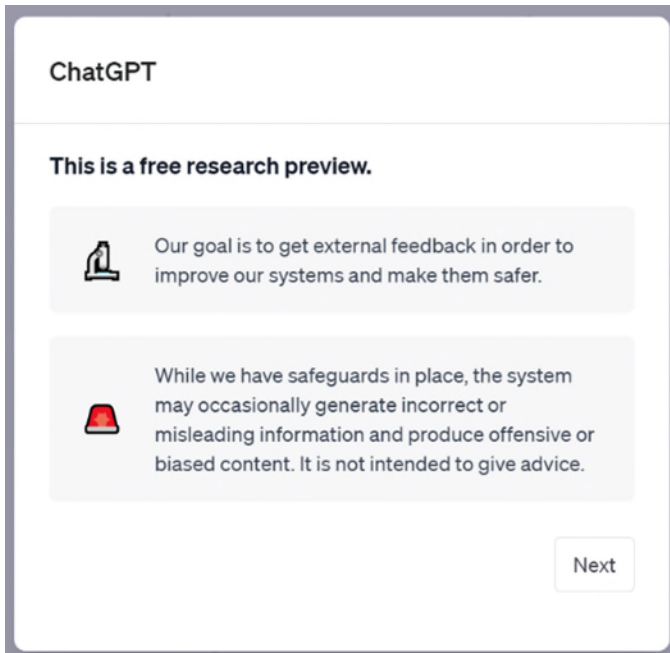 ChatGPT
This is a free research preview.
Our goal is to get external feedback in order to
improve our systems and make them safer.
While we have safeguards in place, the system
may occasionally generate incorrect or
misleading information and produce offensive or
biased content. It is not intended to give advice.
Next